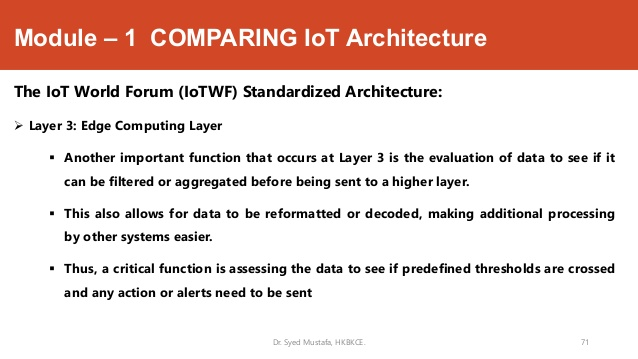 Module – 1 COMPARING IoT Architecture
The IoT World Forum (IoTWF) Standardized Architecture:
➢ Layer 3: Edge Computing Layer
▪ Another important function that occurs at Layer 3 is the evaluation of data to see if it
can be filtered or aggregated before being sent to a higher layer.
▪ This also allows for data to be reformatted or decoded, making additional processing
by other systems easier.
▪ Thus, a critical function is assessing the data to see if predefined thresholds are crossed
and any action or alerts need to be sent
Dr. Syed Mustafa, HKBKCE. 71